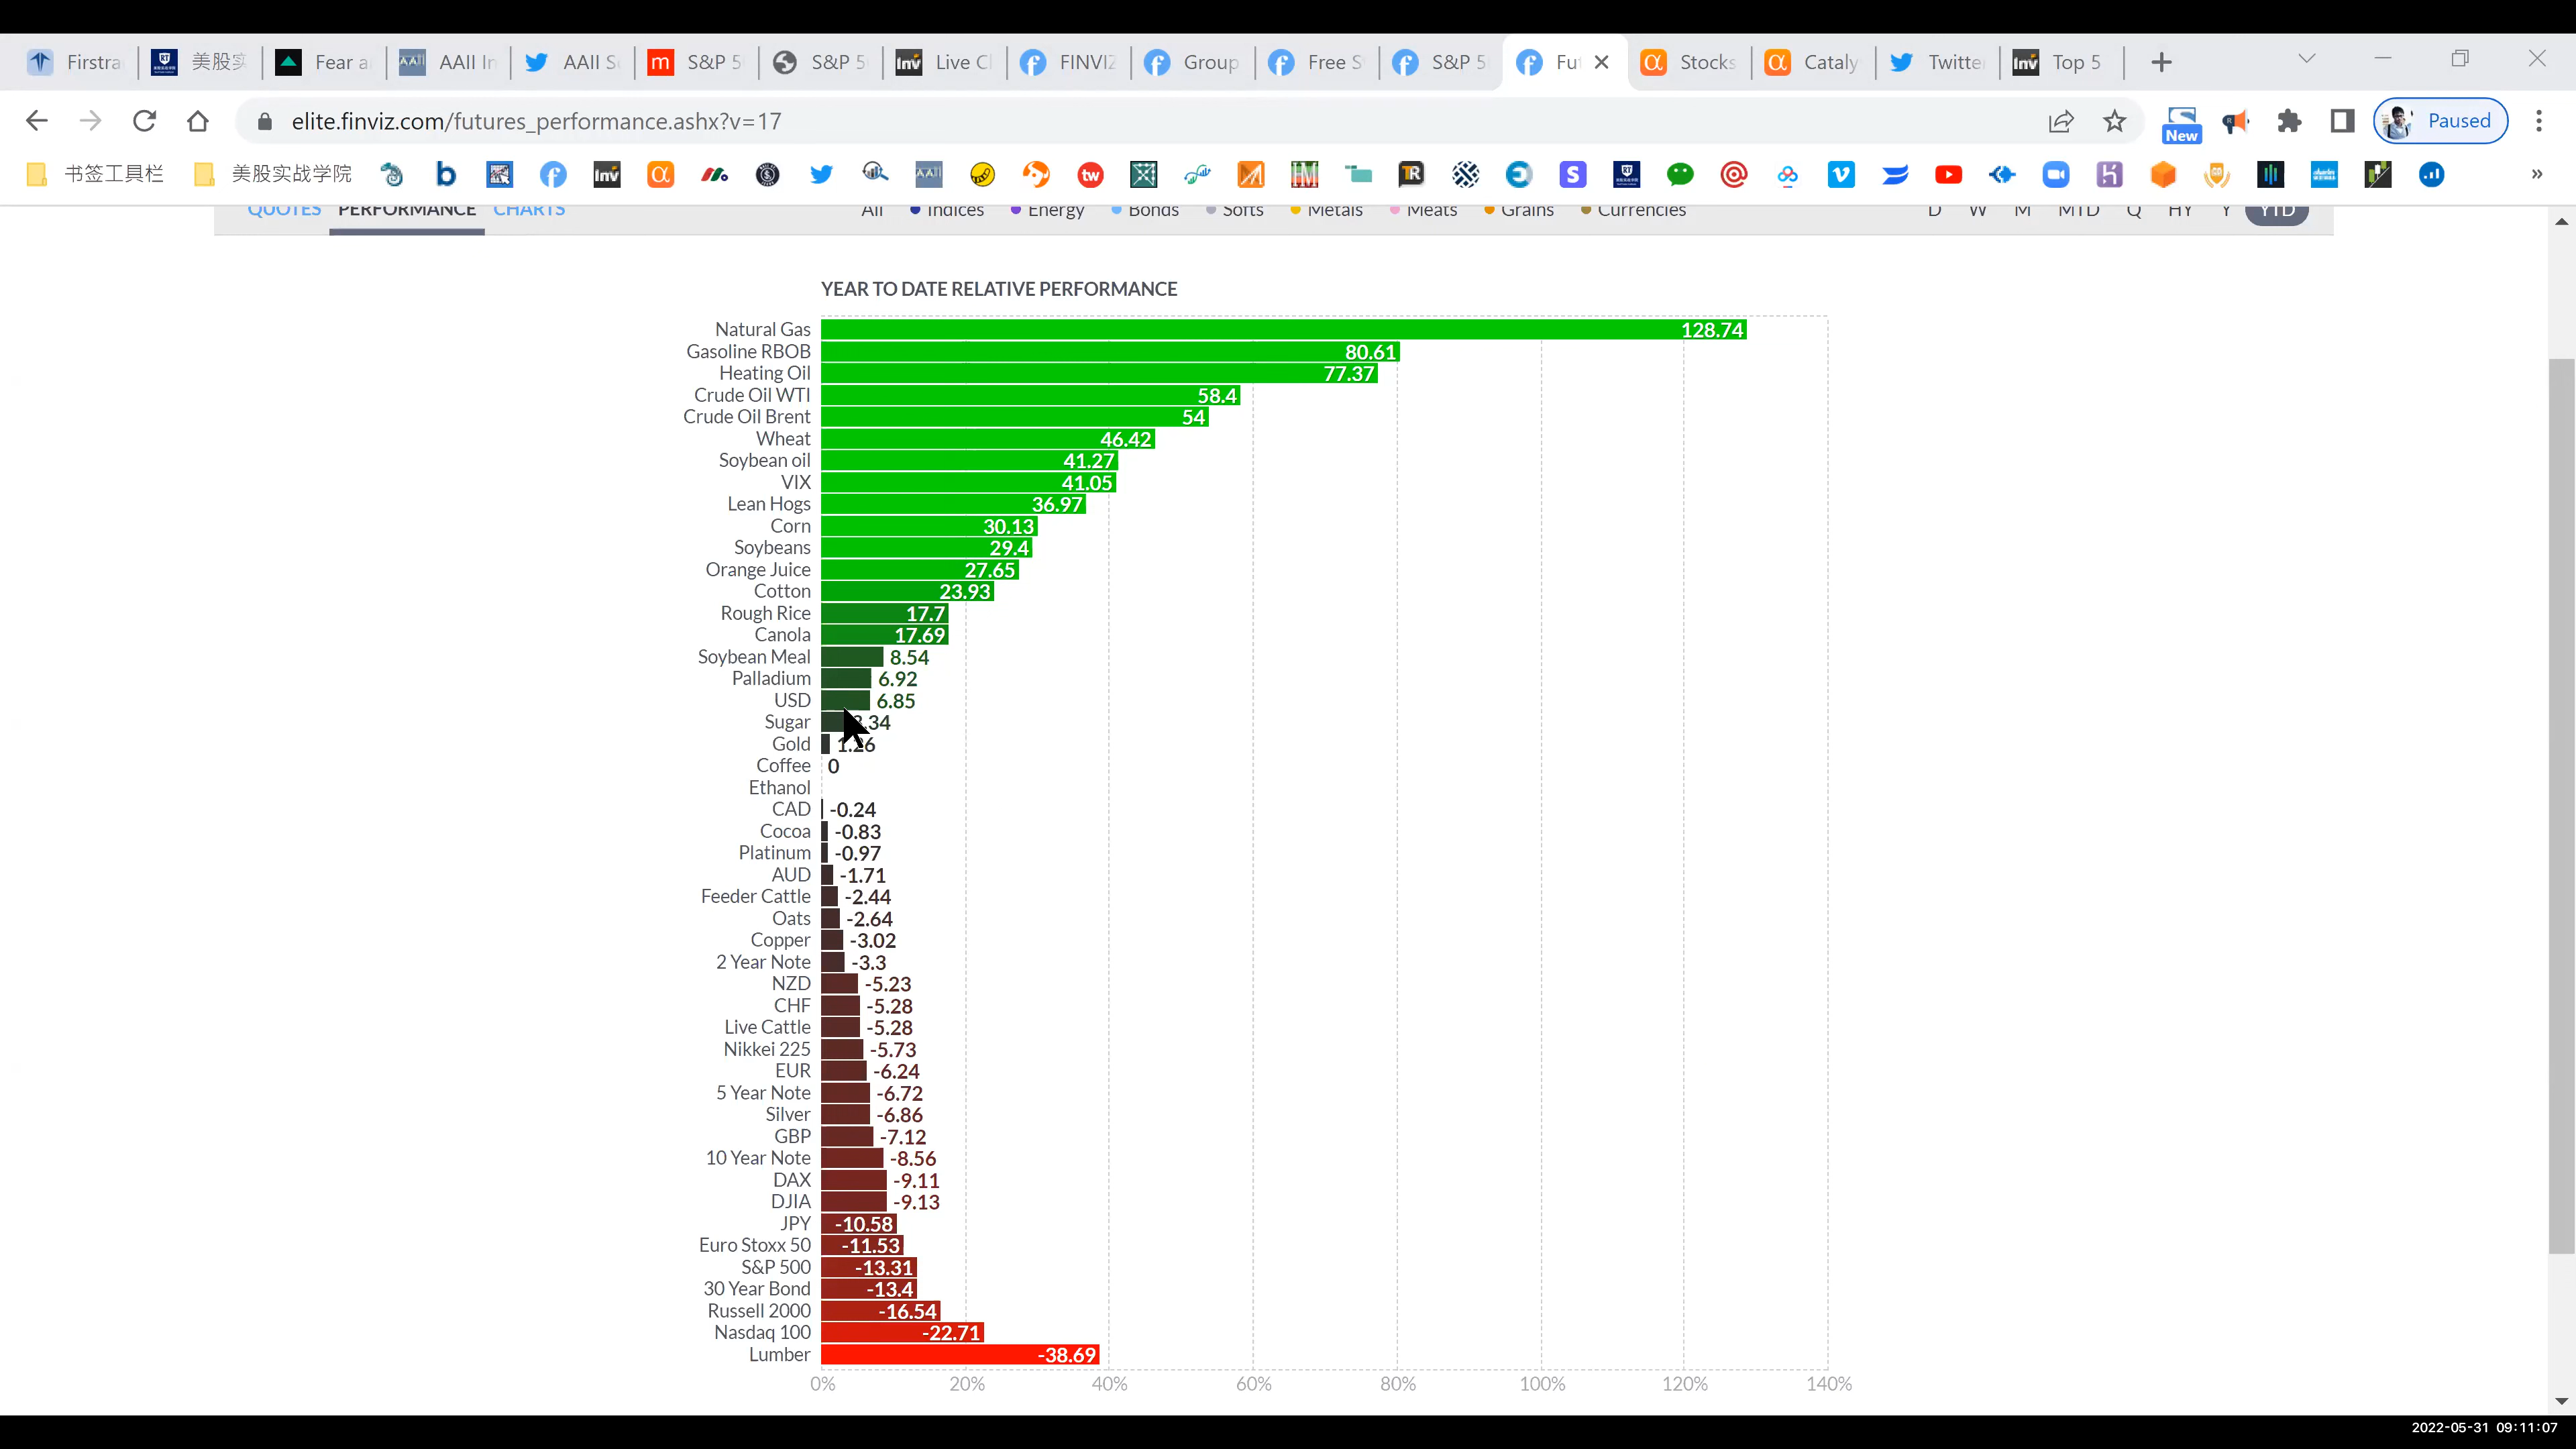 Firstra 美股实 Fear a AAII In AAII S S&P 5 S&P 5 Live C FINVIZ Group Free S S&P 5 Fut Stocks Cataly Twitte Top 5
elite.finviz.com/futures_performance.ashx?v=17 New Paused
书签工具栏 美股实战学院
QUOTES PERFORMANCE CHARTS All Indices Energy Bonds Softs Metals Meats Grains Currencies D W M MTD Q HY Y YTD
YEAR TO DATE RELATIVE PERFORMANCE
Natural Gas 128.74
Gasoline RBOB 80.61
Heating Oil 77.37
Crude Oil WTI 58.4
Crude Oil Brent 54
Wheat 46.42
Soybean oil 41.27
VIX 41.05
Lean Hogs 36.97
Corn 30.13
Soybeans 29.4
Orange Juice 27.65
Cotton 23.93
Rough Rice 17.7
Canola 17.69
Soybean Meal 8.54
Palladium 6.92
USD 6.85
Sugar .34
Gold 1.26
Coffee 0
Ethanol
CAD -0.24
Cocoa -0.83
Platinum -0.97
AUD -1.71
Feeder Cattle -2.44
Oats -2.64
Copper -3.02
2 Year Note -3.3
NZD -5.23
CHF -5.28
Live Cattle -5.28
Nikkei 225 -5.73
EUR -6.24
5 Year Note -6.72
Silver -6.86
GBP -7.12
10 Year Note -8.56
DAX -9.11
DJIA -9.13
JPY -10.58
Euro Stoxx 50 -11.53
S&P 500 -13.31
30 Year Bond -13.4
Russell 2000 -16.54
Nasdaq 100 -22.71
Lumber -38.69
0% 20% 40% 60% 80% 100% 120% 140%
2022-05-31 09:11:07